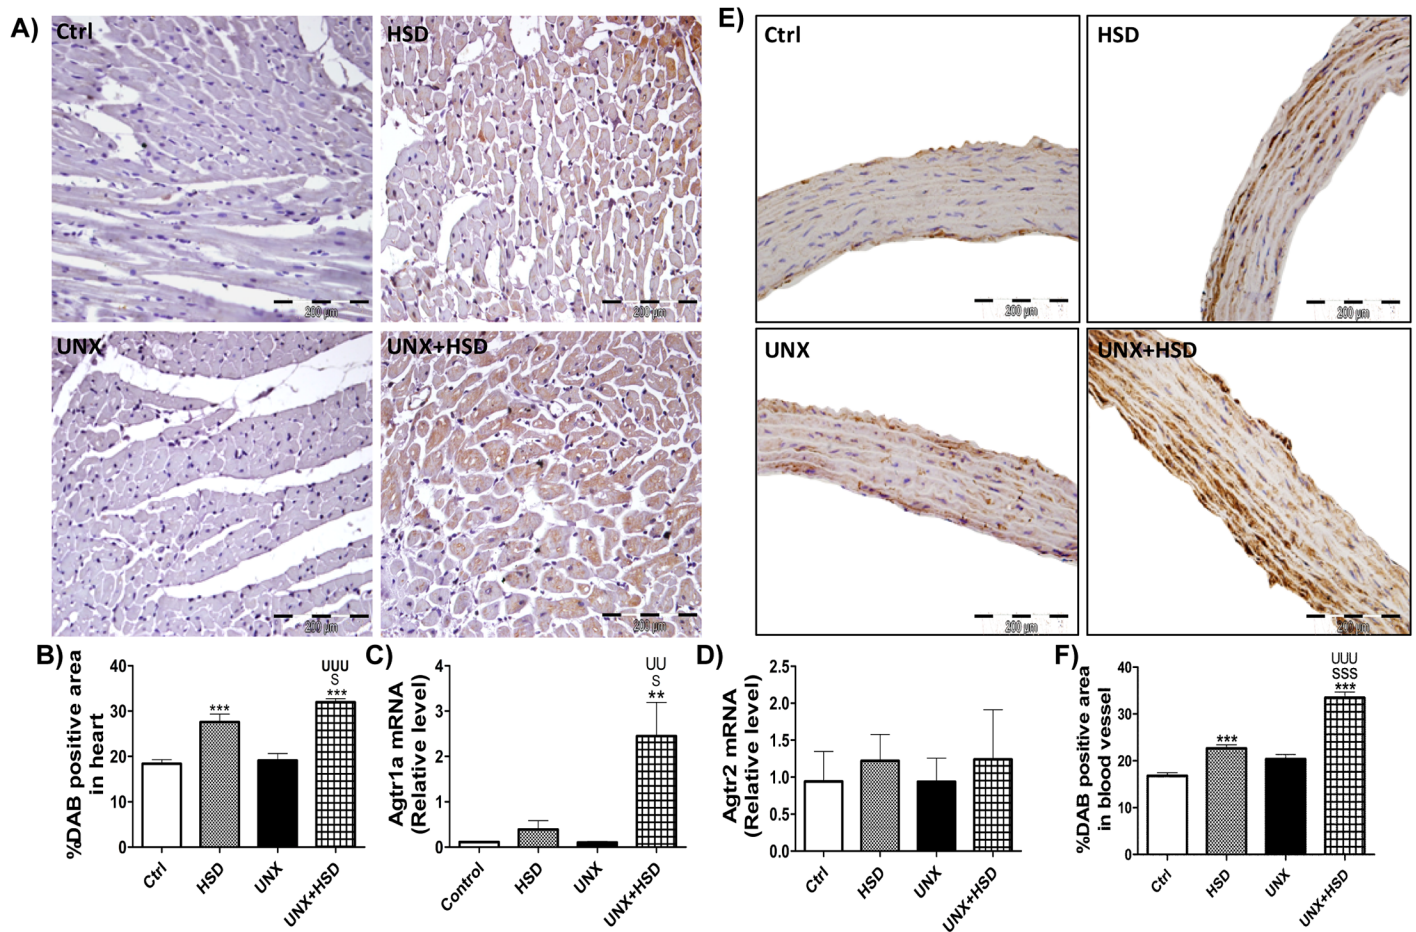 A)
Ctrl
HSD
200 µm
200 µm
UNX
UNX+HSD
200 µm
200 µm
E)
Ctrl
HSD
200 µm
200 µm
UNX
UNX+HSD
200 µm
200 µm
B)
%DAB positive area
in heart
40
30
20
10
0
***
UUU
S
***
Ctrl
HSD
UNX
UNX+HSD
C)
Agtr1a mRNA
(Relative level)
4
3
2
1
0
UU
S
**
Control
HSD
UNX
UNX+HSD
D)
Agtr2 mRNA
(Relative level)
2.5
2.0
1.5
1.0
0.5
0.0
Ctrl
HSD
UNX
UNX+HSD
F)
%DAB positive area
in blood vessel
40
30
20
10
0
***
UUU
SSS
***
Ctrl
HSD
UNX
UNX+HSD